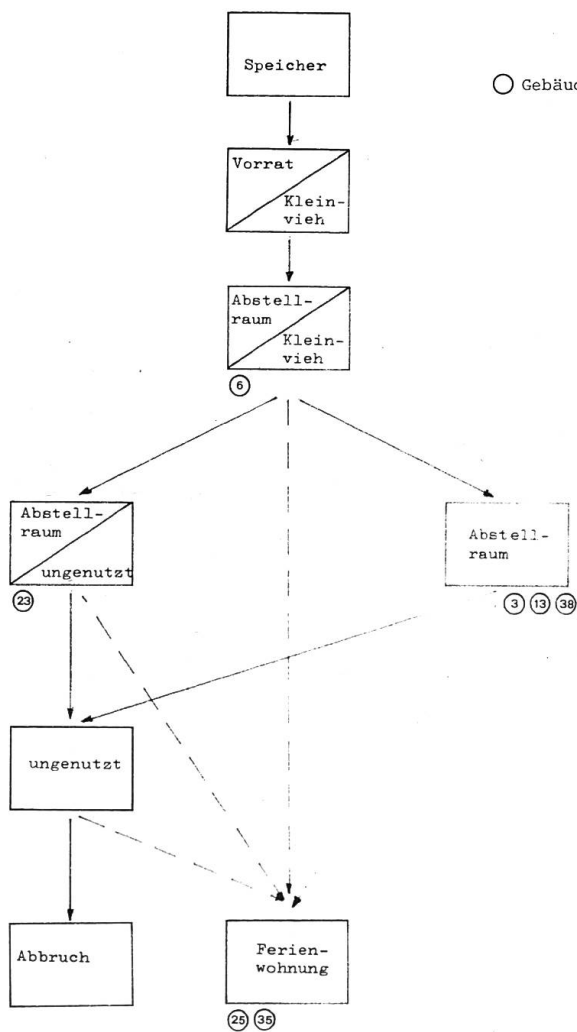 Speicher
○ Gebäu
Vorrat
Klein-
vieh
Abstell-
raum
Klein-
vieh
6
Abstell-
raum
ungenutzt
23
Abstell-
raum
3 13 38
ungenutzt
Abbruch
Ferien-
wohnung
25 35